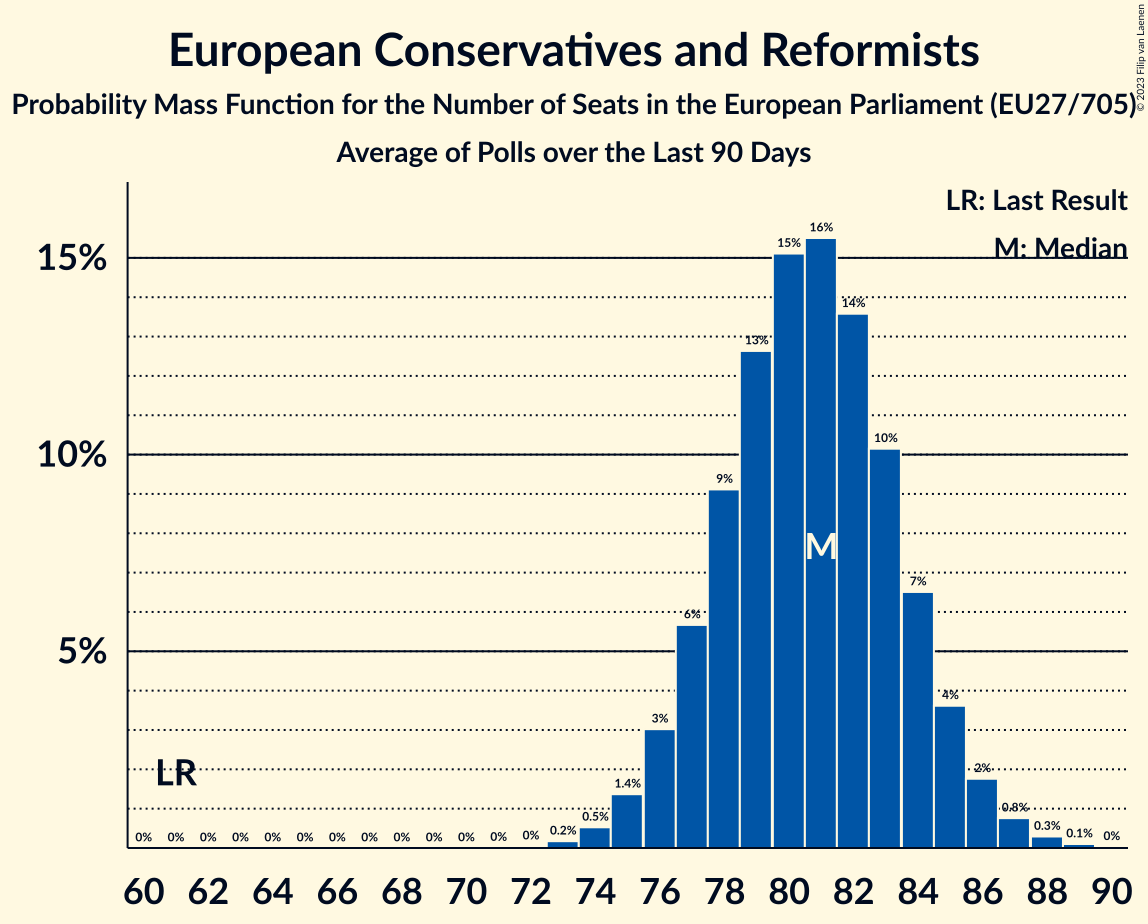 European Conservatives and Reformists
Probability Mass Function for the Number of Seats in the European Parliament (EU27/705)
Average of Polls over the Last 90 Days
© 2023 Filip van Laenen
LR: Last Result
M: Median
15%
10%
5%
LR
M
0% 0% 0% 0% 0% 0% 0% 0% 0% 0% 0% 0% 0% 0.2% 0.5% 1.4% 3% 6% 9% 13% 15% 16% 14% 10% 7% 4% 2% 0.8% 0.3% 0.1% 0%
60 62 64 66 68 70 72 74 76 78 80 82 84 86 88 90